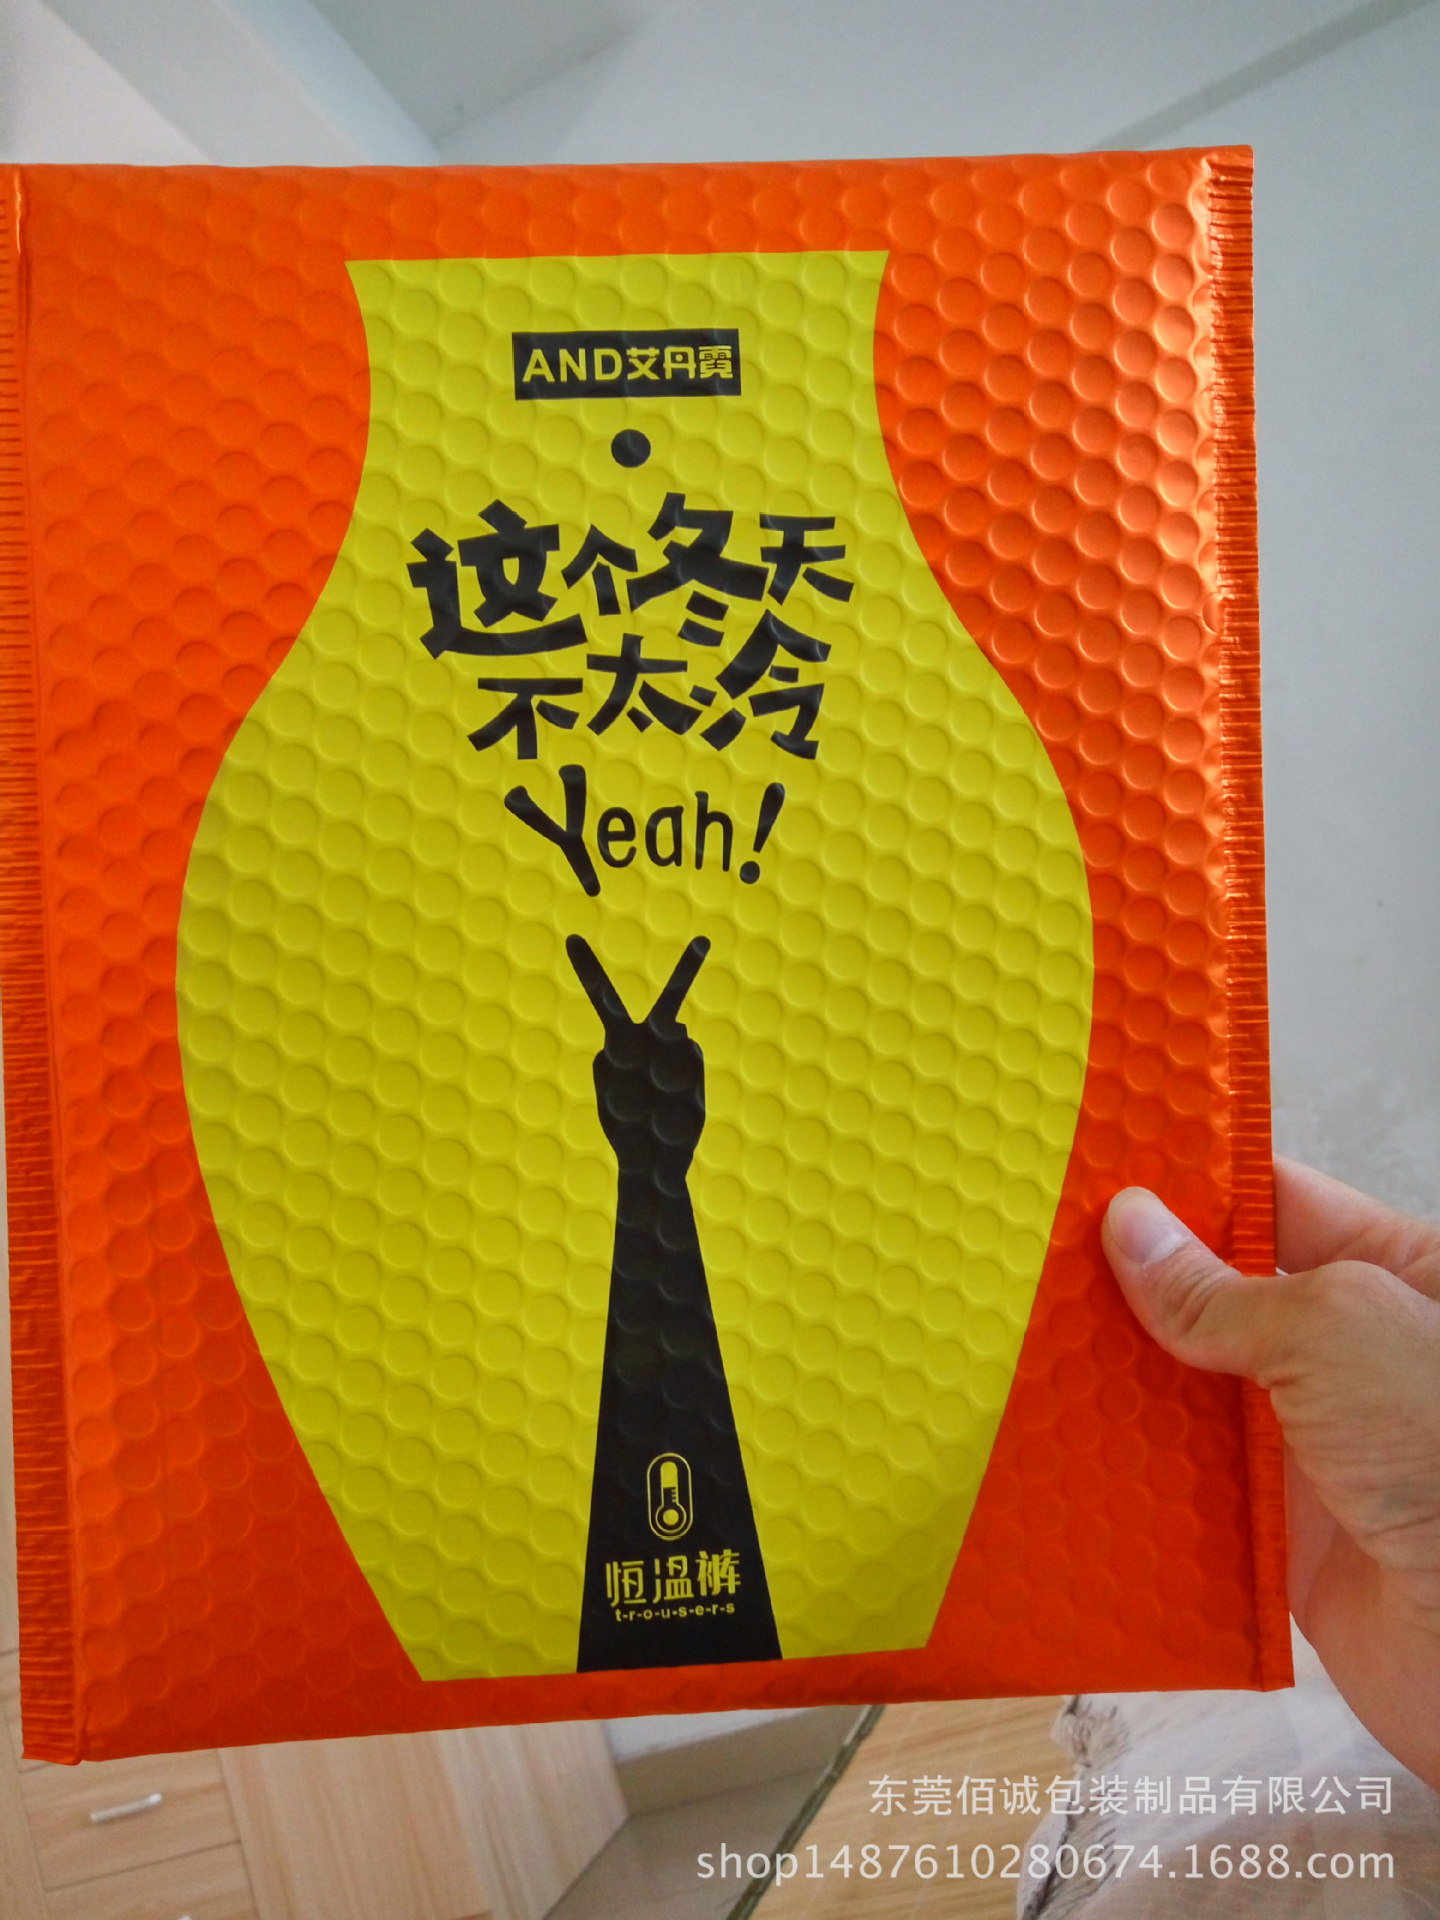 AND艾丹霓
这个冬天
不太冷
Yeah!
恒温裤
t-r-o-u-s-e-r-s
东莞佰诚包装制品有限公司
shop1487610280674.1688.com